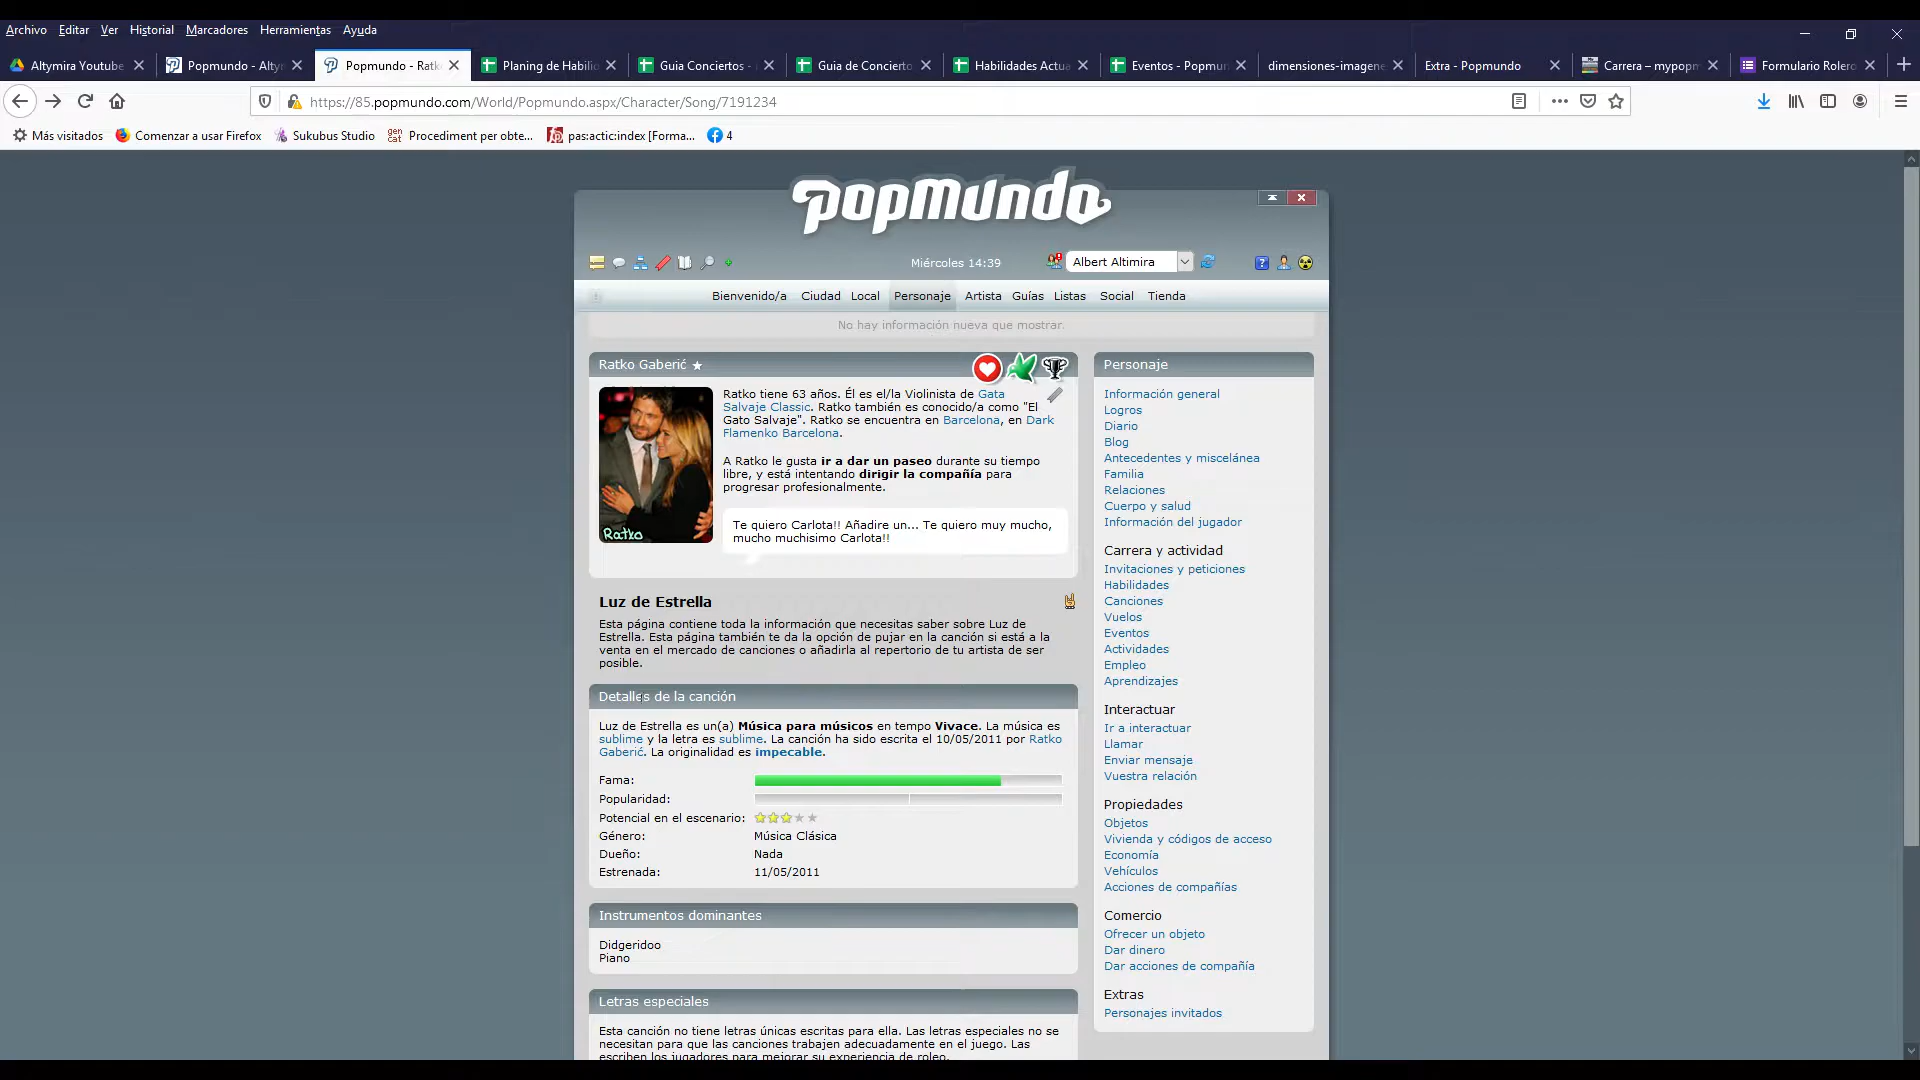 Archivo Editar Ver Historial Marcadores Herramientas Ayuda
Altymira Youtube
Popmundo - Alty
Popmundo - Ratk
Planing de Habilid
Guia Conciertos -
Guia de Concierto
Habilidades Actua
Eventos - Popmun
dimensiones-imagene
Extra - Popmundo
Carrera – mypopm
Formulario Rolero
https://85.popmundo.com/World/Popmundo.aspx/Character/Song/7191234
Más visitados Comenzar a usar Firefox Sukubus Studio Procediment per obte... pas:actic:index [Forma... 4
popmundo
Miércoles 14:39
Albert Altimira
Bienvenido/a Ciudad Local Personaje Artista Guías Listas Social Tienda
No hay información nueva que mostrar.
Ratko Gaberić
Ratko tiene 63 años. Él es el/la Violinista de Gata
Salvaje Classic. Ratko también es conocido/a como "El
Gato Salvaje". Ratko se encuentra en Barcelona, en Dark
Flamenko Barcelona.
A Ratko le gusta ir a dar un paseo durante su tiempo
libre, y está intentando dirigir la compañía para
progresar profesionalmente.
Te quiero Carlota!! Añadire un... Te quiero muy mucho,
mucho muchisimo Carlota!!
Ratko
Luz de Estrella
Esta página contiene toda la información que necesitas saber sobre Luz de
Estrella. Esta página también te da la opción de pujar en la canción si está a la
venta en el mercado de canciones o añadirla al repertorio de tu artista de ser
posible.
Detalles de la canción
Luz de Estrella es un(a) Música para músicos en tempo Vivace. La música es
sublime y la letra es sublime. La canción ha sido escrita el 10/05/2011 por Ratko
Gaberić. La originalidad es impecable.
Fama:
Popularidad:
Potencial en el escenario:
Género: Música Clásica
Dueño: Nada
Estrenada: 11/05/2011
Instrumentos dominantes
Didgeridoo
Piano
Letras especiales
Esta canción no tiene letras únicas escritas para ella. Las letras especiales no se
necesitan para que las canciones trabajen adecuadamente en el juego. Las
escriben los jugadores para mejorar su experiencia de roleo.
Personaje
Información general
Logros
Diario
Blog
Antecedentes y miscelánea
Familia
Relaciones
Cuerpo y salud
Información del jugador
Carrera y actividad
Invitaciones y peticiones
Habilidades
Canciones
Vuelos
Eventos
Actividades
Empleo
Aprendizajes
Interactuar
Ir a interactuar
Llamar
Enviar mensaje
Vuestra relación
Propiedades
Objetos
Vivienda y códigos de acceso
Economía
Vehículos
Acciones de compañías
Comercio
Ofrecer un objeto
Dar dinero
Dar acciones de compañía
Extras
Personajes invitados